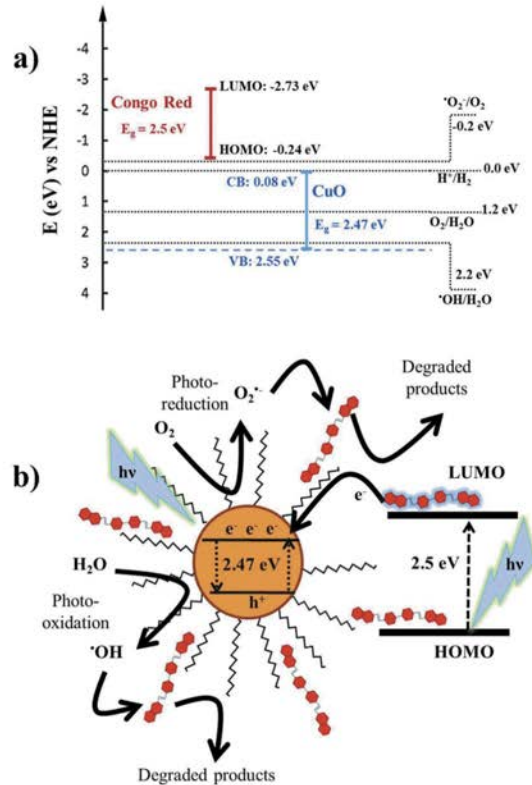 a)
E (eV) vs NHE
-4
-3
-2
-1
0
1
2
3
4
LUMO: -2.73 eV
Congo Red
E_g = 2.5 eV
HOMO: -0.24 eV
•O₂⁻/O₂
-0.2 eV
0.0 eV
H⁺/H₂
CB: 0.08 eV
CuO
1.2 eV
O₂/H₂O
E_g = 2.47 eV
VB: 2.55 eV
2.2 eV
•OH/H₂O
b)
Photo-
reduction
O₂
O₂•⁻
Degraded
products
hν
LUMO
e⁻
e⁻ e⁻ e⁻
2.47 eV
h⁺
2.5 eV
hν
HOMO
H₂O
Photo-
oxidation
•OH
Degraded products